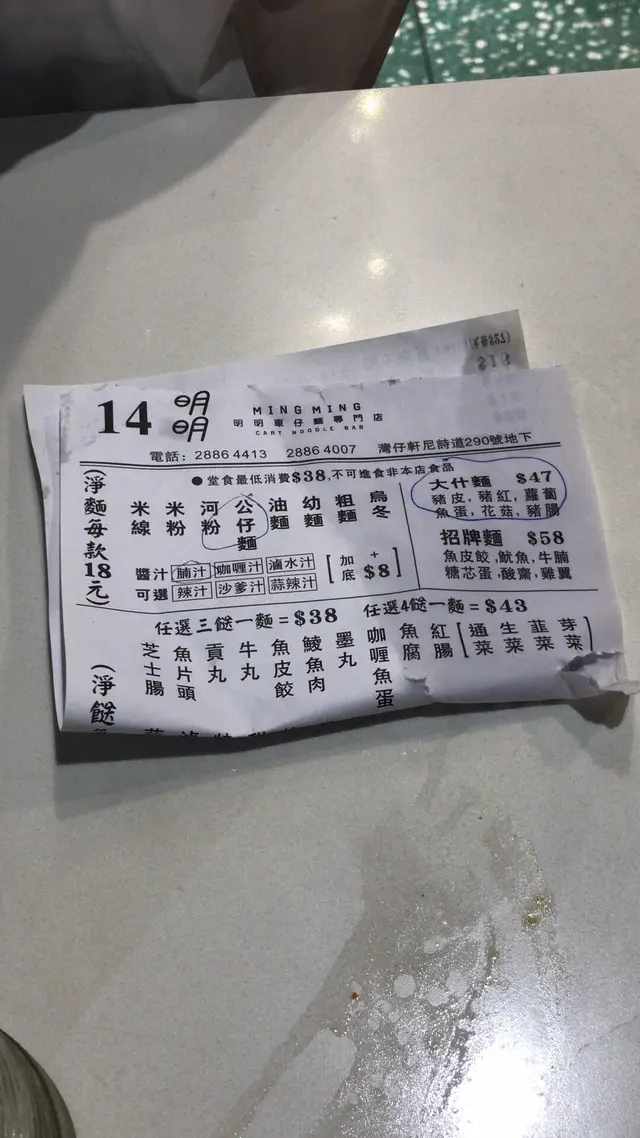 14 明明
MING MING
明明車仔麵專門店
CART NOODLE BAR
電話: 2886 4413 2886 4007 灣仔軒尼詩道290號地下
●堂食最低消費$38,不可進食非本店食品
(淨麵每款18元)
米線
米粉
河粉
公仔麵
油麵
幼麵
粗麵
烏冬
醬汁可選
腩汁 咖喱汁 滷水汁
辣汁 沙爹汁 蒜辣汁
[加底 + $8]
大什麵 $47
豬皮, 豬紅, 蘿蔔
魚蛋, 花菇, 豬腸
招牌麵 $58
魚皮餃, 魷魚, 牛腩
糖芯蛋, 酸齋, 雞翼
任選三餸一麵=$38 任選4餸一麵=$43
(淨餸
芝士腸
魚片頭
貢丸
牛丸
魚皮餃
鯪魚肉
墨丸
咖喱魚蛋
魚腐
紅腸
[通菜 生菜 韮菜 芽菜]